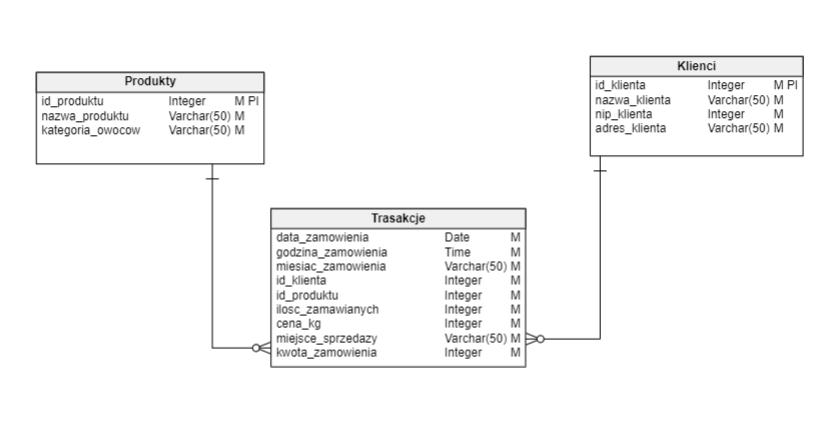 Produkty
id_produktu Integer M PI
nazwa_produktu Varchar(50) M
kategoria_owocow Varchar(50) M
Klienci
id_klienta Integer M PI
nazwa_klienta Varchar(50) M
nip_klienta Integer M
adres_klienta Varchar(50) M
Trasakcje
data_zamowienia Date M
godzina_zamowienia Time M
miesiac_zamowienia Varchar(50) M
id_klienta Integer M
id_produktu Integer M
ilosc_zamawianych Integer M
cena_kg Integer M
miejsce_sprzedazy Varchar(50) M
kwota_zamowienia Integer M